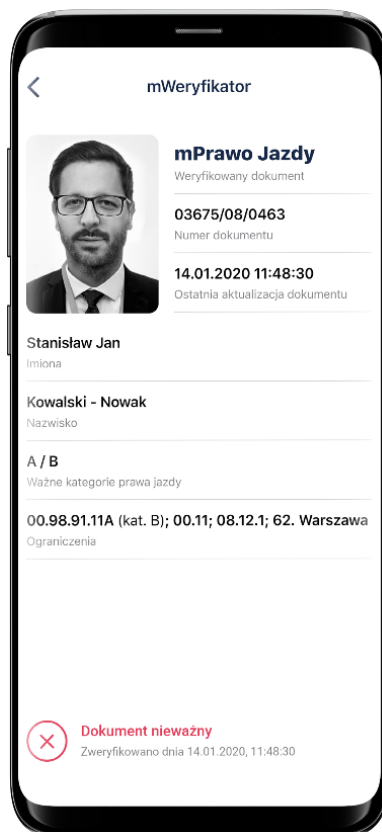 mWeryfikator
mPrawo Jazdy
Weryfikowany dokument
03675/08/0463
Numer dokumentu
14.01.2020 11:48:30
Ostatnia aktualizacja dokumentu
Stanisław Jan
Imiona
Kowalski - Nowak
Nazwisko
A / B
Ważne kategorie prawa jazdy
00.98.91.11A (kat. B); 00.11; 08.12.1; 62. Warszawa
Ograniczenia
Dokument nieważny
Zweryfikowano dnia 14.01.2020, 11:48:30